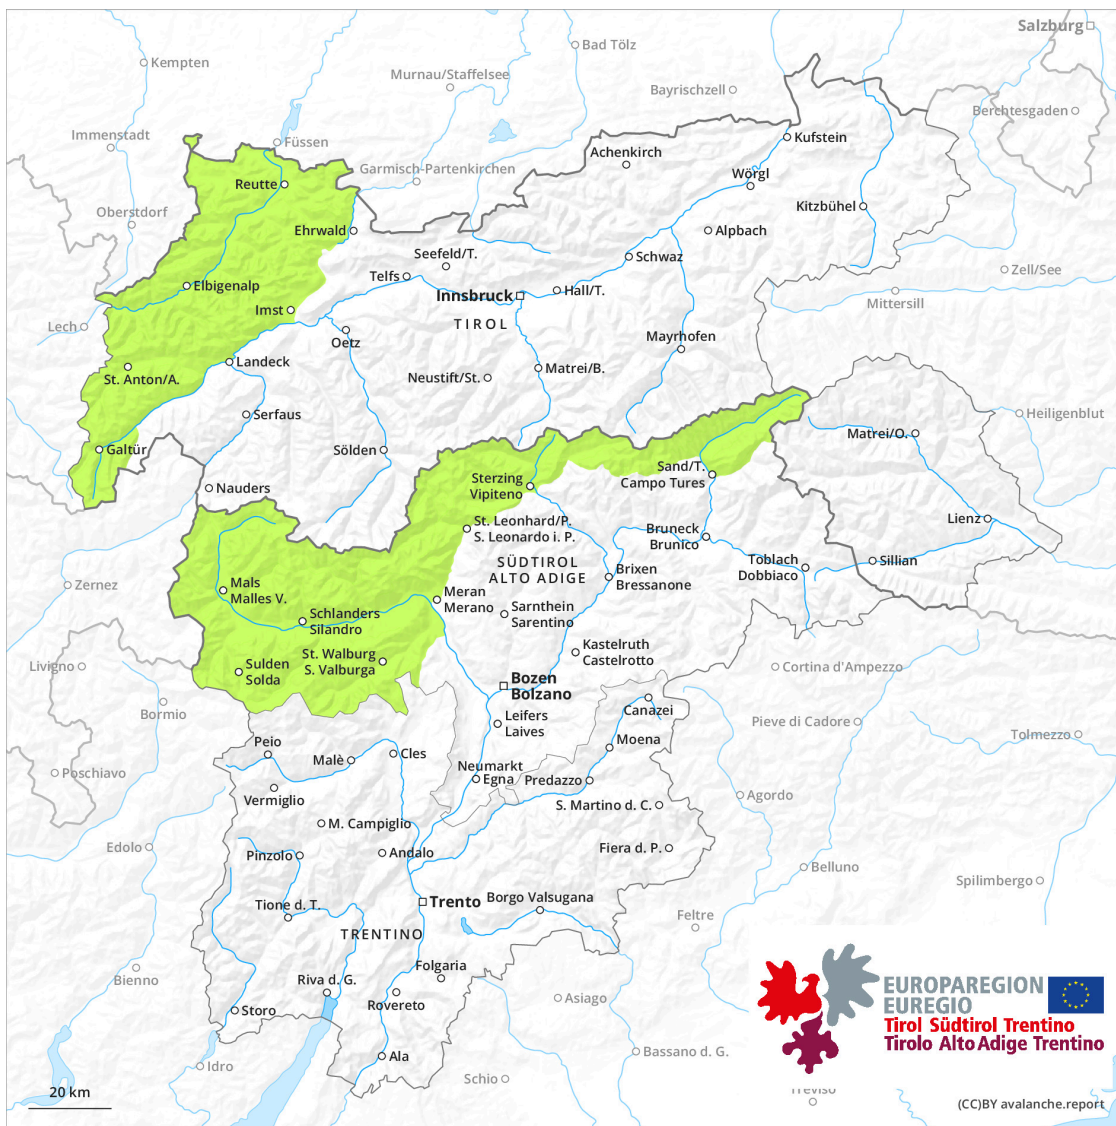 Salzburg
Bad Tölz
Kempten
Murnau/Staffelsee
Bayrischzell
Berchtesgaden
Immenstadt
Füssen
Kufstein
Achenkirch
Garmisch-Partenkirchen
Wörgl
Reutte
Oberstdorf
Kitzbühel
Ehrwald
Alpbach
Seefeld/T.
Schwaz
Zell/See
Telfs
Elbigenalp
Hall/T.
Innsbruck
Mittersill
Imst
TIROL
Lech
Oetz
Mayrhofen
Landeck
Matrei/B.
St. Anton/A.
Neustift/St.
Serfaus
Heiligenblut
Matrei/O.
Galtür
Sölden
Sand/T.
Campo Tures
Sterzing
Vipiteno
Nauders
St. Leonhard/P.
S. Leonardo i. P.
Lienz
Bruneck
Brunico
SÜDTIROL
ALTO ADIGE
Toblach
Dobbiaco
Sillian
Brixen
Bressanone
Zernez
Mals
Malles V.
Meran
Merano
Schlanders
Silandro
Sarnthein
Sarentino
Kastelruth
Castelrotto
St. Walburg
S. Valburga
Livigno
Sulden
Solda
Cortina d'Ampezzo
Bozen
Bolzano
Bormio
Canazei
Leifers
Laives
Pieve di Cadore
Tolmezzo
Peio
Moena
Cles
Malè
Neumarkt
Egna
Poschiavo
Predazzo
Vermiglio
Agordo
S. Martino d. C.
M. Campiglio
Edolo
Fiera d. P.
Pinzolo
Andalo
Belluno
Spilimbergo
Borgo Valsugana
Trento
Tione d. T.
Feltre
TRENTINO
Folgaria
Bienno
Riva d. G.
EUROPAREGION
EUREGIO
Tirol Südtirol Trentino
Tirolo Alto Adige Trentino
Asiago
Rovereto
Storo
Bassano d. G.
Ala
Idro
Schio
Treviso
20 km
(CC)BY avalanche.report